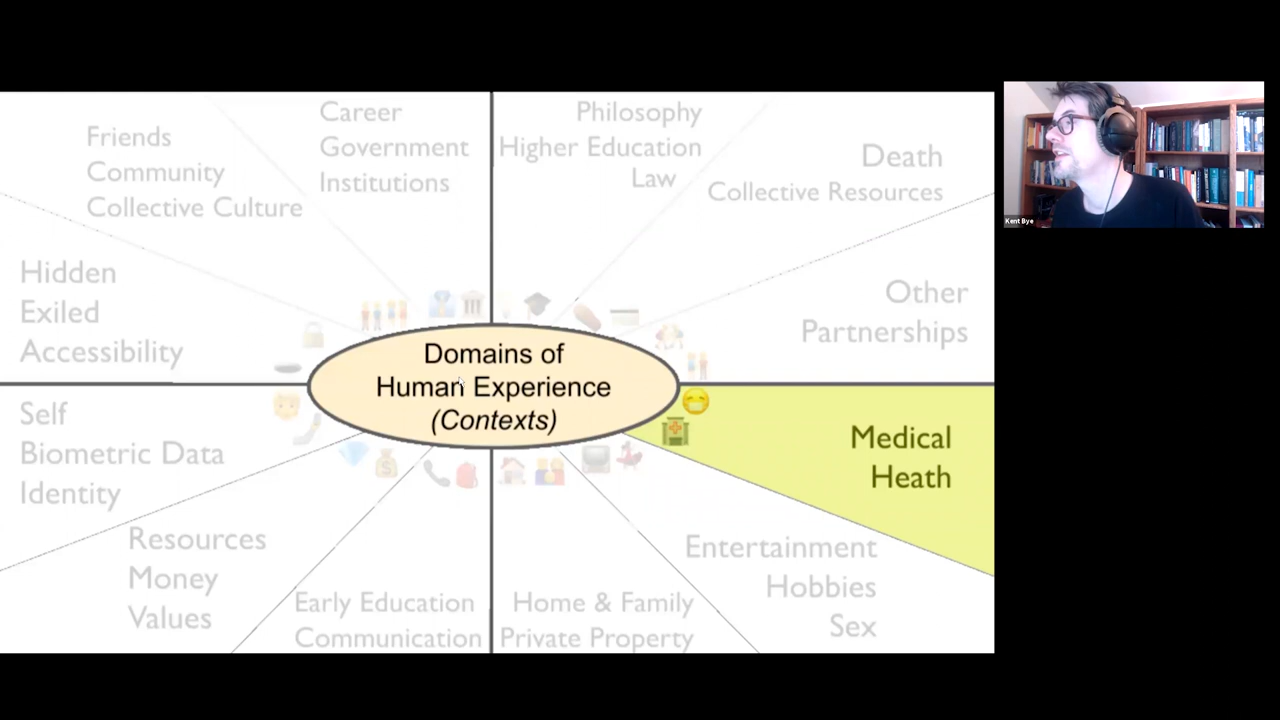 Career
Philosophy
Friends
Government
Higher Education
Death
Community
Institutions
Law
Collective Resources
Collective Culture
Hidden
Exiled
Accessibility
Other
Partnerships
Domains of
Human Experience
(Contexts)
Self
Biometric Data
Identity
Medical
Heath
Resources
Money
Values
Entertainment
Hobbies
Sex
Early Education
Communication
Home & Family
Private Property
Kent Bye